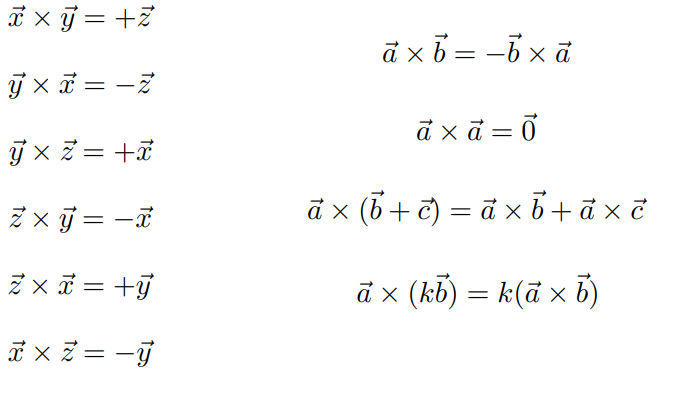 x⃗ × y⃗ = +z⃗
y⃗ × x⃗ = −z⃗
y⃗ × z⃗ = +x⃗
z⃗ × y⃗ = −x⃗
z⃗ × x⃗ = +y⃗
x⃗ × z⃗ = −y⃗
a⃗ × b⃗ = −b⃗ × a⃗
a⃗ × a⃗ = 0⃗
a⃗ × (b⃗ + c⃗) = a⃗ × b⃗ + a⃗ × c⃗
a⃗ × (kb⃗) = k(a⃗ × b⃗)